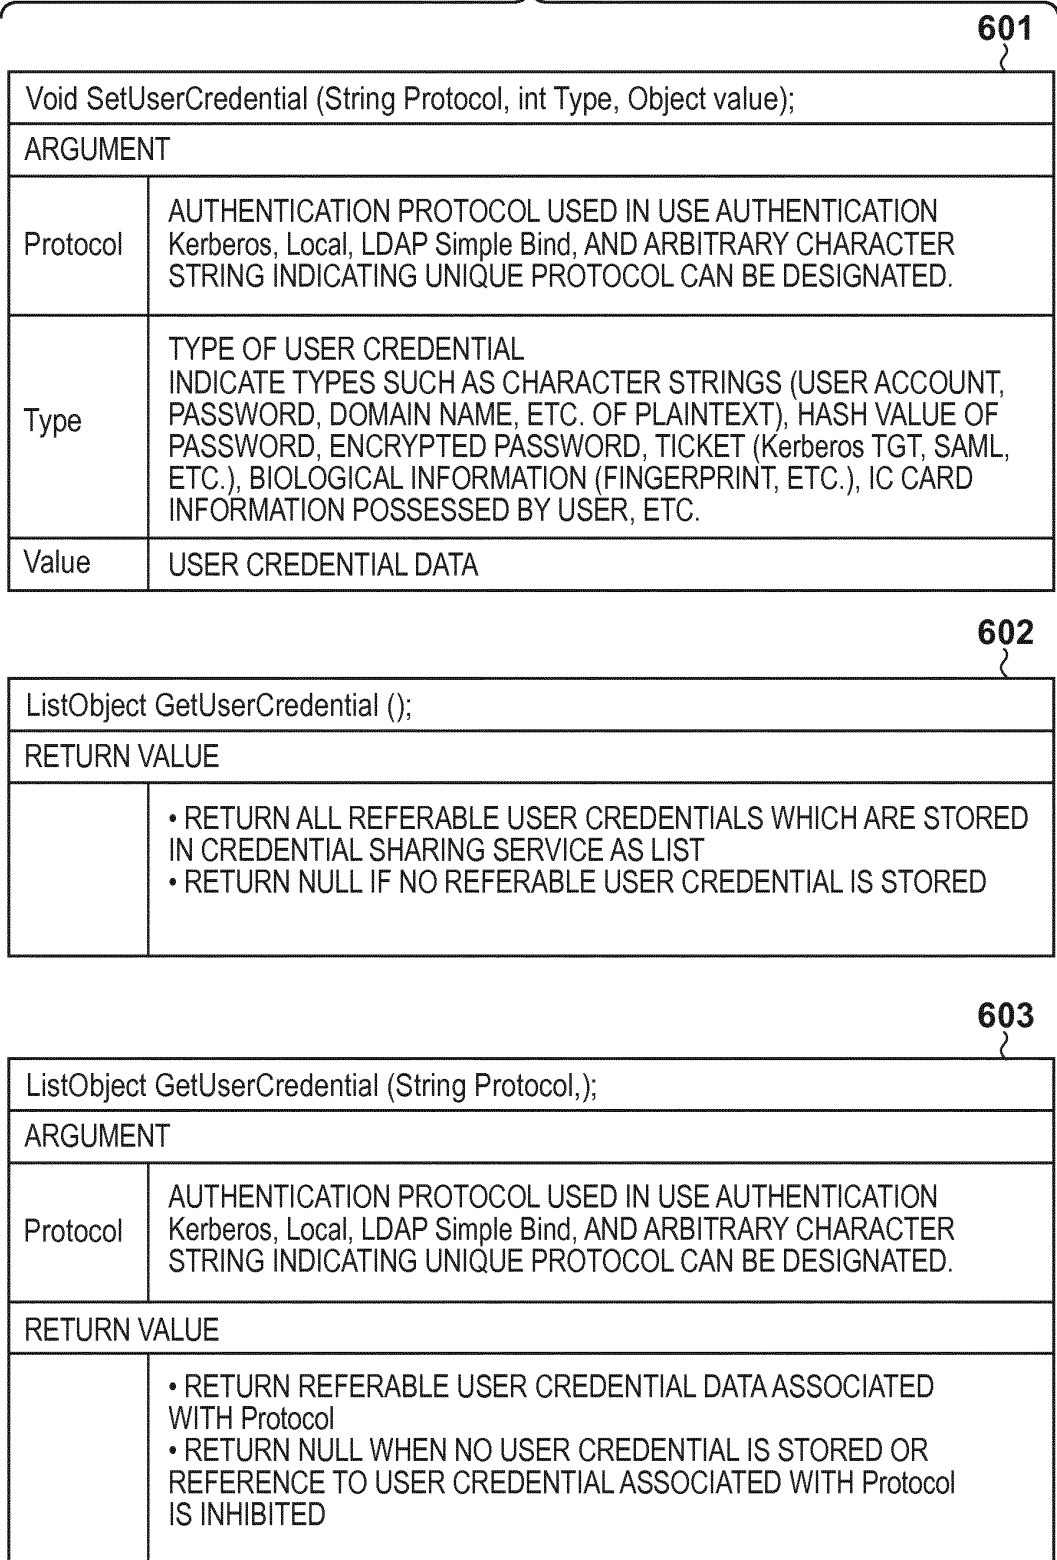 601
Void SetUserCredential (String Protocol, int Type, Object value);
ARGUMENT
Protocol
AUTHENTICATION PROTOCOL USED IN USE AUTHENTICATION
Kerberos, Local, LDAP Simple Bind, AND ARBITRARY CHARACTER
STRING INDICATING UNIQUE PROTOCOL CAN BE DESIGNATED.
Type
TYPE OF USER CREDENTIAL
INDICATE TYPES SUCH AS CHARACTER STRINGS (USER ACCOUNT,
PASSWORD, DOMAIN NAME, ETC. OF PLAINTEXT), HASH VALUE OF
PASSWORD, ENCRYPTED PASSWORD, TICKET (Kerberos TGT, SAML,
ETC.), BIOLOGICAL INFORMATION (FINGERPRINT, ETC.), IC CARD
INFORMATION POSSESSED BY USER, ETC.
Value
USER CREDENTIAL DATA
602
ListObject GetUserCredential ();
RETURN VALUE
• RETURN ALL REFERABLE USER CREDENTIALS WHICH ARE STORED
IN CREDENTIAL SHARING SERVICE AS LIST
• RETURN NULL IF NO REFERABLE USER CREDENTIAL IS STORED
603
ListObject GetUserCredential (String Protocol,);
ARGUMENT
Protocol
AUTHENTICATION PROTOCOL USED IN USE AUTHENTICATION
Kerberos, Local, LDAP Simple Bind, AND ARBITRARY CHARACTER
STRING INDICATING UNIQUE PROTOCOL CAN BE DESIGNATED.
RETURN VALUE
• RETURN REFERABLE USER CREDENTIAL DATA ASSOCIATED
WITH Protocol
• RETURN NULL WHEN NO USER CREDENTIAL IS STORED OR
REFERENCE TO USER CREDENTIAL ASSOCIATED WITH Protocol
IS INHIBITED